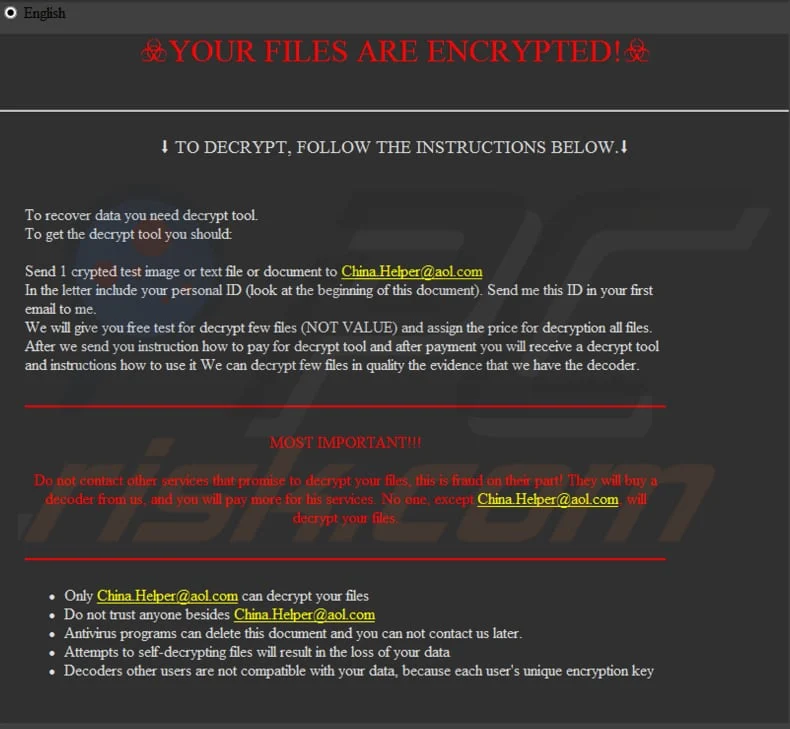 English
☣YOUR FILES ARE ENCRYPTED!☣
⬇ TO DECRYPT, FOLLOW THE INSTRUCTIONS BELOW.⬇
To recover data you need decrypt tool.
To get the decrypt tool you should:
Send 1 crypted test image or text file or document to China.Helper@aol.com
In the letter include your personal ID (look at the beginning of this document). Send me this ID in your first
email to me.
We will give you free test for decrypt few files (NOT VALUE) and assign the price for decryption all files.
After we send you instruction how to pay for decrypt tool and after payment you will receive a decrypt tool
and instructions how to use it We can decrypt few files in quality the evidence that we have the decoder.
MOST IMPORTANT!!!
Do not contact other services that promise to decrypt your files, this is fraud on their part! They will buy a
decoder from us, and you will pay more for his services. No one, except China.Helper@aol.com, will
decrypt your files.
Only China.Helper@aol.com can decrypt your files
Do not trust anyone besides China.Helper@aol.com
Antivirus programs can delete this document and you can not contact us later.
Attempts to self-decrypting files will result in the loss of your data
Decoders other users are not compatible with your data, because each user's unique encryption key
PC
risk.com